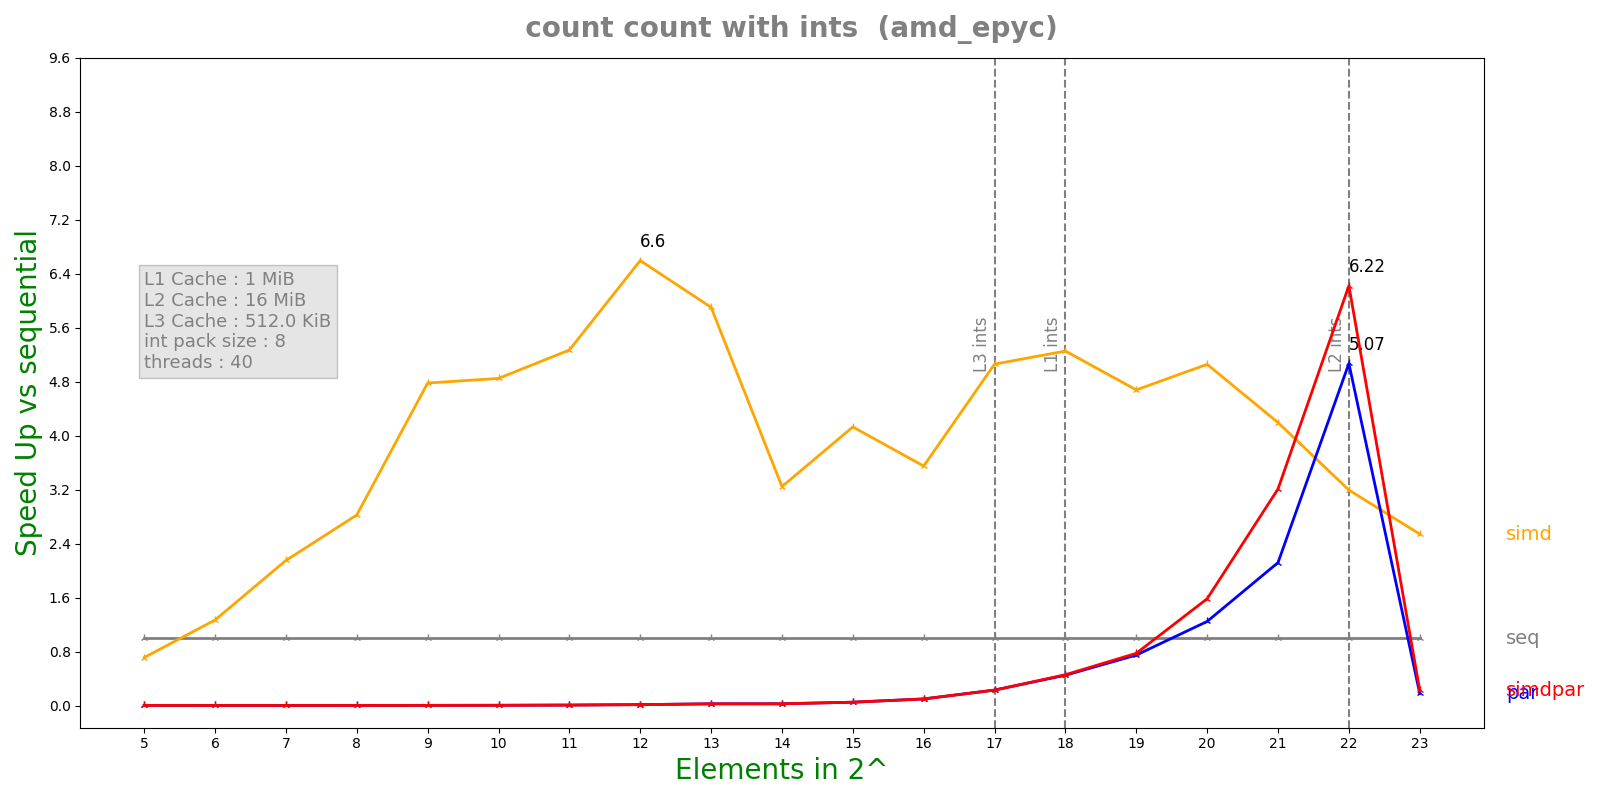 count count with ints (amd_epyc)
Speed Up vs sequential
9.6
8.8
8.0
7.2
6.4
5.6
4.8
4.0
3.2
2.4
1.6
0.8
0.0
L1 Cache : 1 MiB
L2 Cache : 16 MiB
L3 Cache : 512.0 KiB
int pack size : 8
threads : 40
6.6
6.22
5.07
L3 ints
L1 ints
L2 ints
simd
seq
simdpar
par
5 6 7 8 9 10 11 12 13 14 15 16 17 18 19 20 21 22 23
Elements in 2^